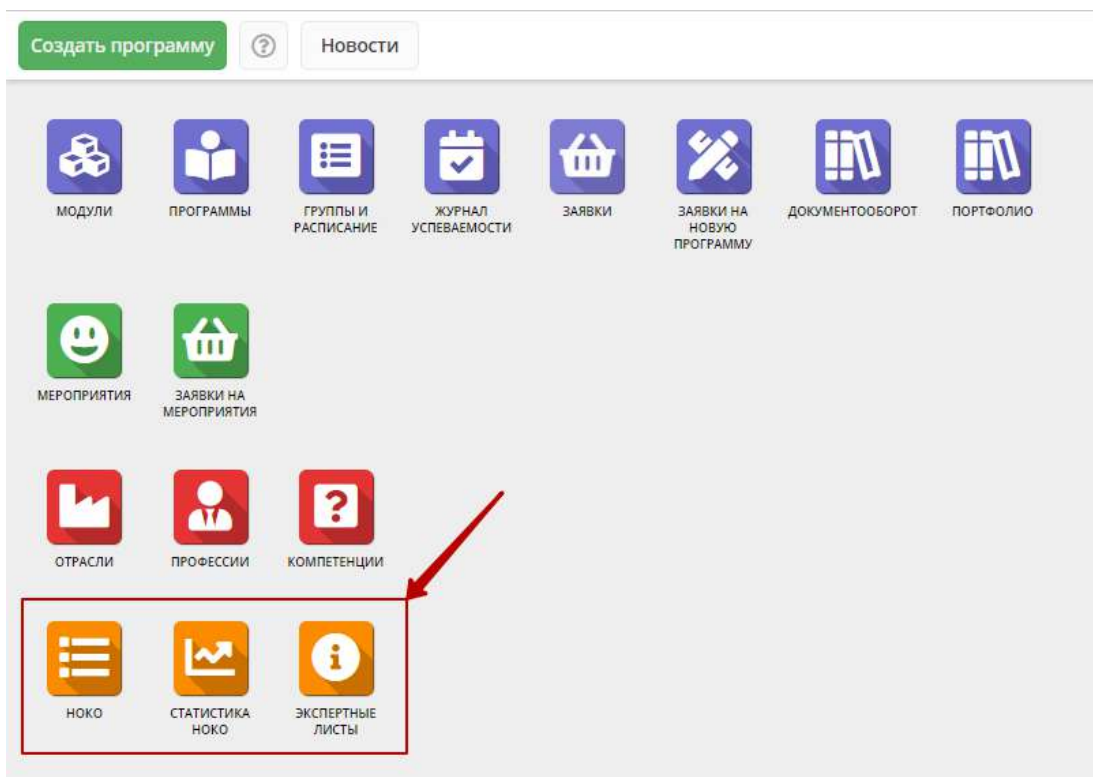 Создать программу
Новости
МОДУЛИ
ПРОГРАММЫ
ГРУППЫ И
РАСПИСАНИЕ
ЖУРНАЛ
УСПЕВАЕМОСТИ
ЗАЯВКИ
ЗАЯВКИ НА
НОВУЮ
ПРОГРАММУ
ДОКУМЕНТООБОРОТ
ПОРТФОЛИО
МЕРОПРИЯТИЯ
ЗАЯВКИ НА
МЕРОПРИЯТИЯ
ОТРАСЛИ
ПРОФЕССИИ
КОМПЕТЕНЦИИ
НОКО
СТАТИСТИКА
НОКО
ЭКСПЕРТНЫЕ
ЛИСТЫ